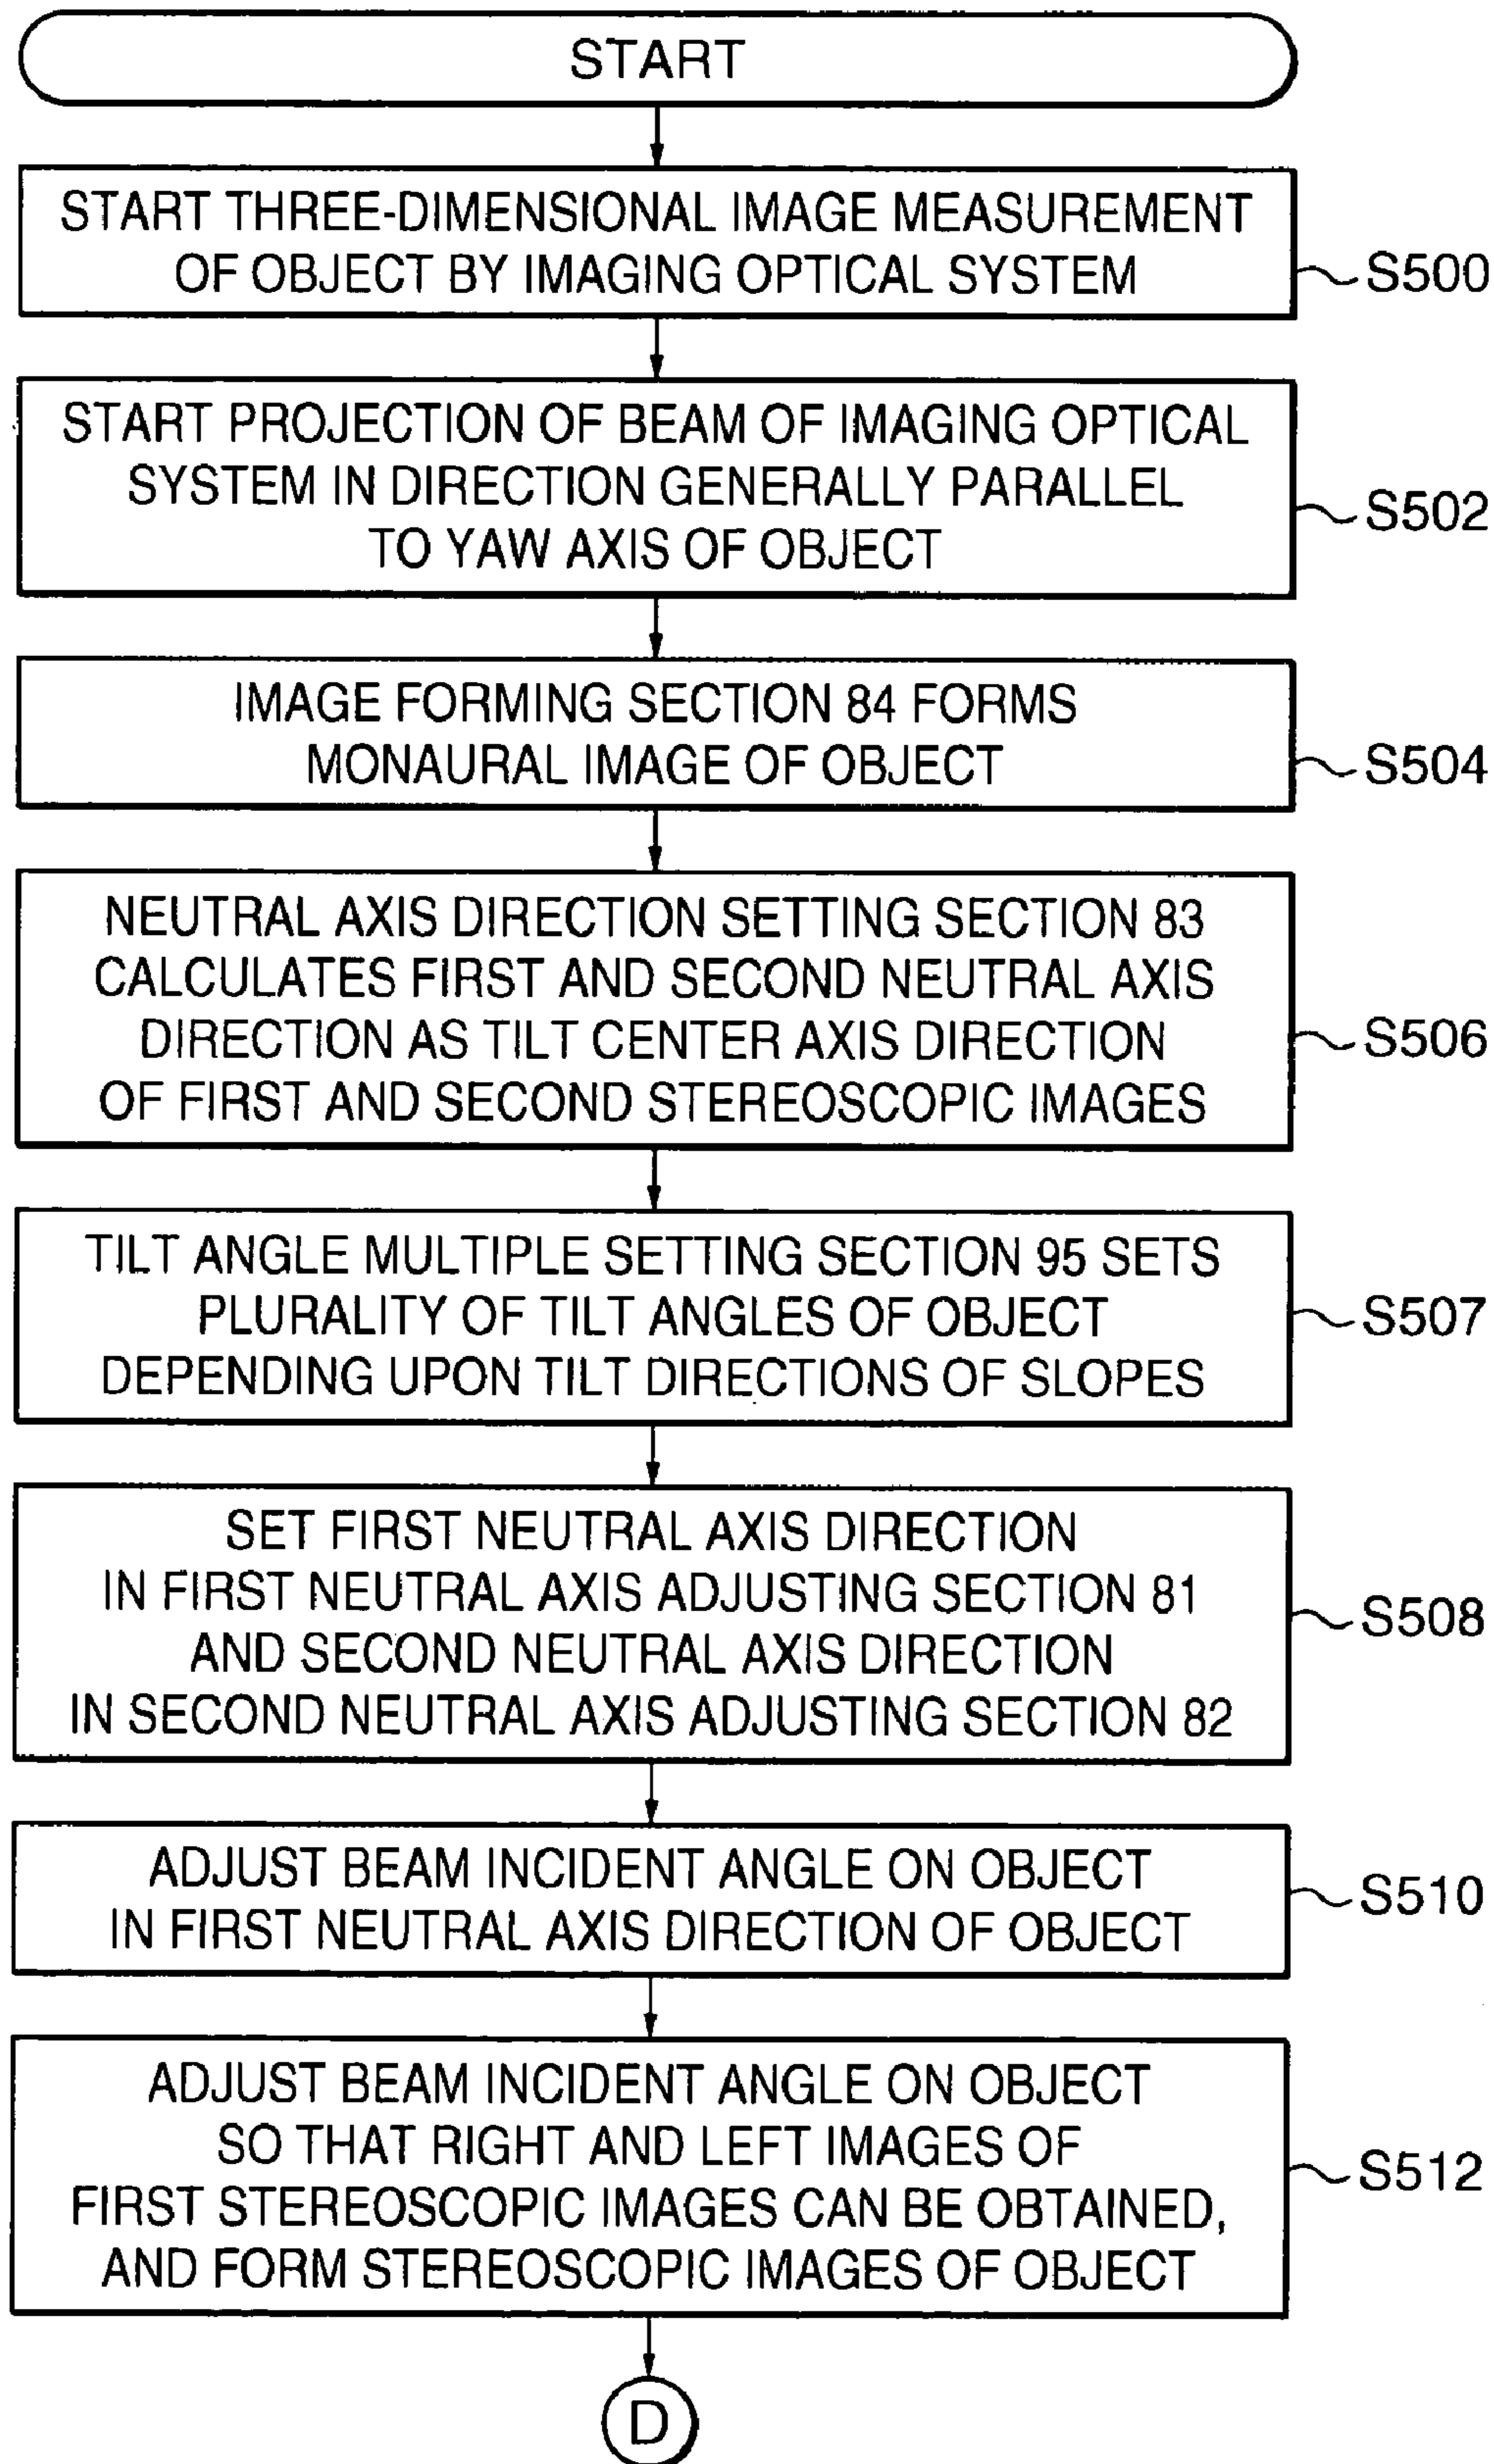 START
START THREE-DIMENSIONAL IMAGE MEASUREMENT
OF OBJECT BY IMAGING OPTICAL SYSTEM
S500
START PROJECTION OF BEAM OF IMAGING OPTICAL
SYSTEM IN DIRECTION GENERALLY PARALLEL
TO YAW AXIS OF OBJECT
S502
IMAGE FORMING SECTION 84 FORMS
MONAURAL IMAGE OF OBJECT
S504
NEUTRAL AXIS DIRECTION SETTING SECTION 83
CALCULATES FIRST AND SECOND NEUTRAL AXIS
DIRECTION AS TILT CENTER AXIS DIRECTION
OF FIRST AND SECOND STEREOSCOPIC IMAGES
S506
TILT ANGLE MULTIPLE SETTING SECTION 95 SETS
PLURALITY OF TILT ANGLES OF OBJECT
DEPENDING UPON TILT DIRECTIONS OF SLOPES
S507
SET FIRST NEUTRAL AXIS DIRECTION
IN FIRST NEUTRAL AXIS ADJUSTING SECTION 81
AND SECOND NEUTRAL AXIS DIRECTION
IN SECOND NEUTRAL AXIS ADJUSTING SECTION 82
S508
ADJUST BEAM INCIDENT ANGLE ON OBJECT
IN FIRST NEUTRAL AXIS DIRECTION OF OBJECT
S510
ADJUST BEAM INCIDENT ANGLE ON OBJECT
SO THAT RIGHT AND LEFT IMAGES OF
FIRST STEREOSCOPIC IMAGES CAN BE OBTAINED,
AND FORM STEREOSCOPIC IMAGES OF OBJECT
S512
D